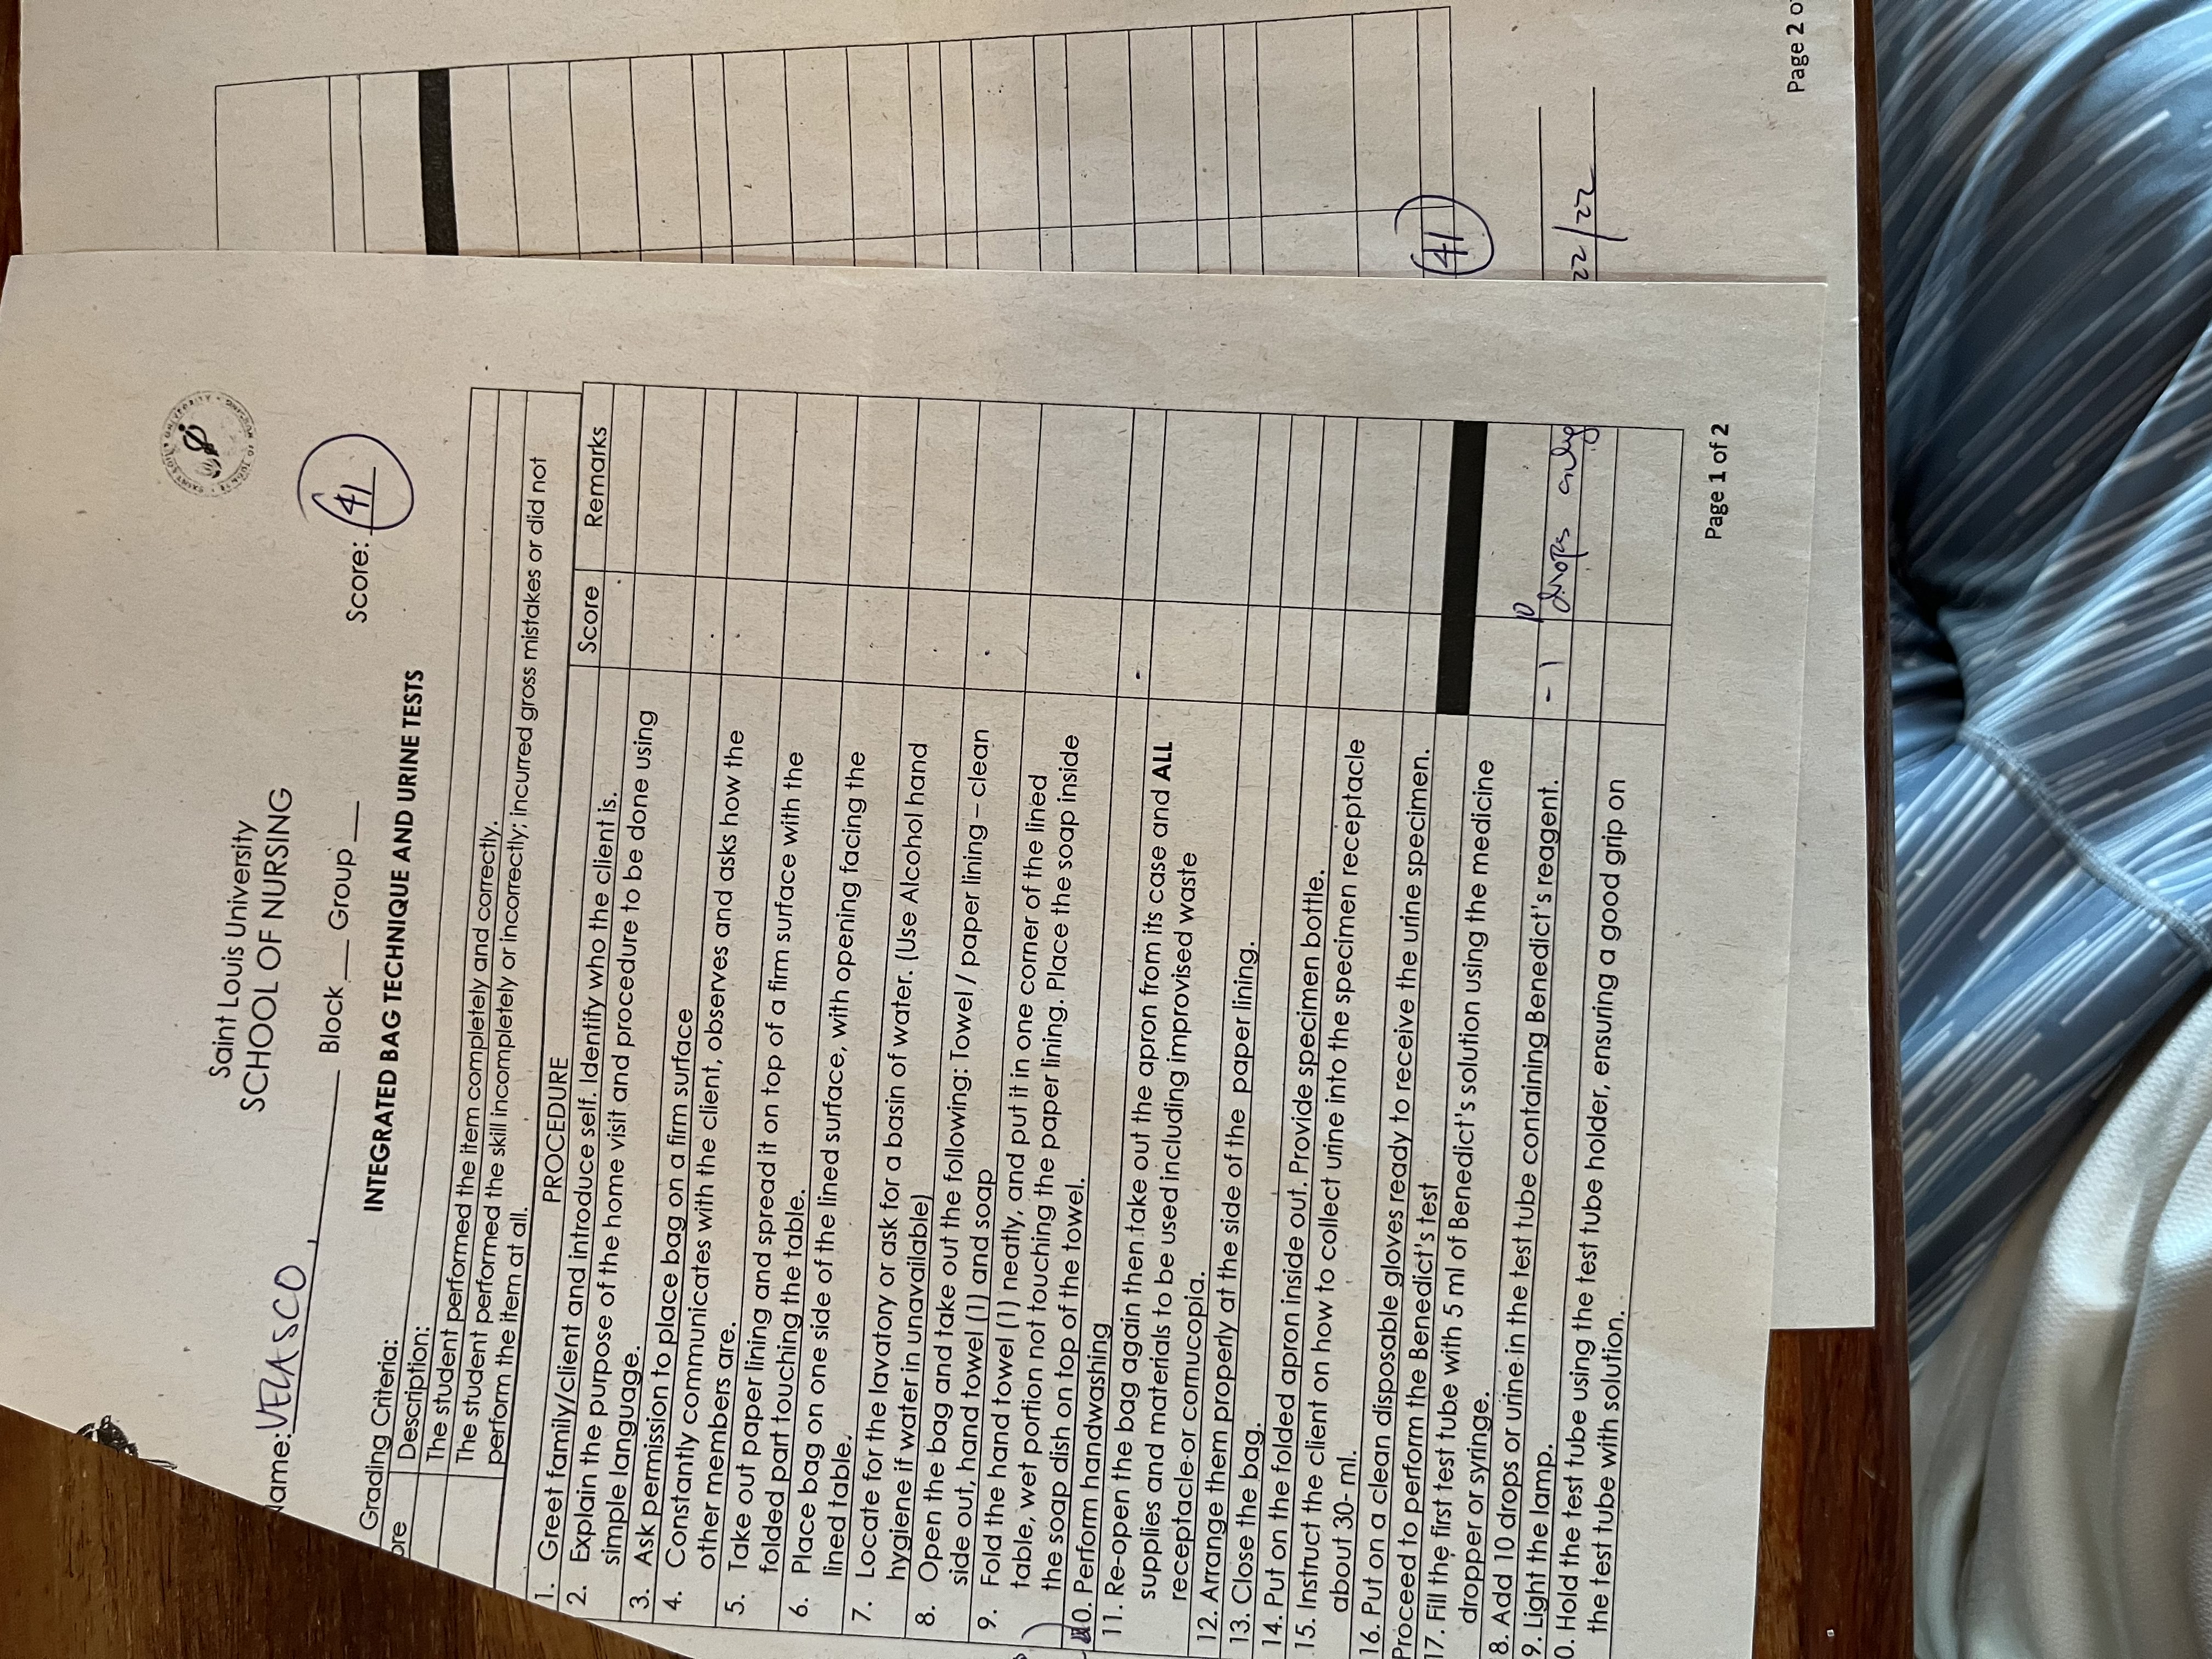 Saint Louis University
SCHOOL OF NURSING
Name: VELASCO, Block ___ Group ___
Score: 41
INTEGRATED BAG TECHNIQUE AND URINE TESTS
Grading Criteria:
ore Description:
The student performed the item completely and correctly.
The student performed the skill incompletely or incorrectly; incurred gross mistakes or did not
perform the item at all.
PROCEDURE Score Remarks
1. Greet family/client and introduce self. Identify who the client is.
2. Explain the purpose of the home visit and procedure to be done using
simple language.
3. Ask permission to place bag on a firm surface
4. Constantly communicates with the client, observes and asks how the
other members are.
5. Take out paper lining and spread it on top of a firm surface with the
folded part touching the table.
6. Place bag on one side of the lined surface, with opening facing the
lined table.
7. Locate for the lavatory or ask for a basin of water. (Use Alcohol hand
hygiene if water in unavailable)
8. Open the bag and take out the following: Towel / paper lining – clean
side out, hand towel (1) and soap
9. Fold the hand towel (1) neatly, and put it in one corner of the lined
table, wet portion not touching the paper lining. Place the soap inside
the soap dish on top of the towel.
10. Perform handwashing
11. Re-open the bag again then take out the apron from its case and ALL
supplies and materials to be used including improvised waste
receptacle or cornucopia.
12. Arrange them properly at the side of the paper lining.
13. Close the bag.
14. Put on the folded apron inside out. Provide specimen bottle.
15. Instruct the client on how to collect urine into the specimen receptacle
about 30- ml.
16. Put on a clean disposable gloves ready to receive the urine specimen.
Proceed to perform the Benedict's test
17. Fill the first test tube with 5 ml of Benedict's solution using the medicine
dropper or syringe.
8. Add 10 drops or urine in the test tube containing Benedict's reagent. - 1 10 drops only
9. Light the lamp.
0. Hold the test tube using the test tube holder, ensuring a good grip on
the test tube with solution.
Page 1 of 2
41
22/22
Page 2 o